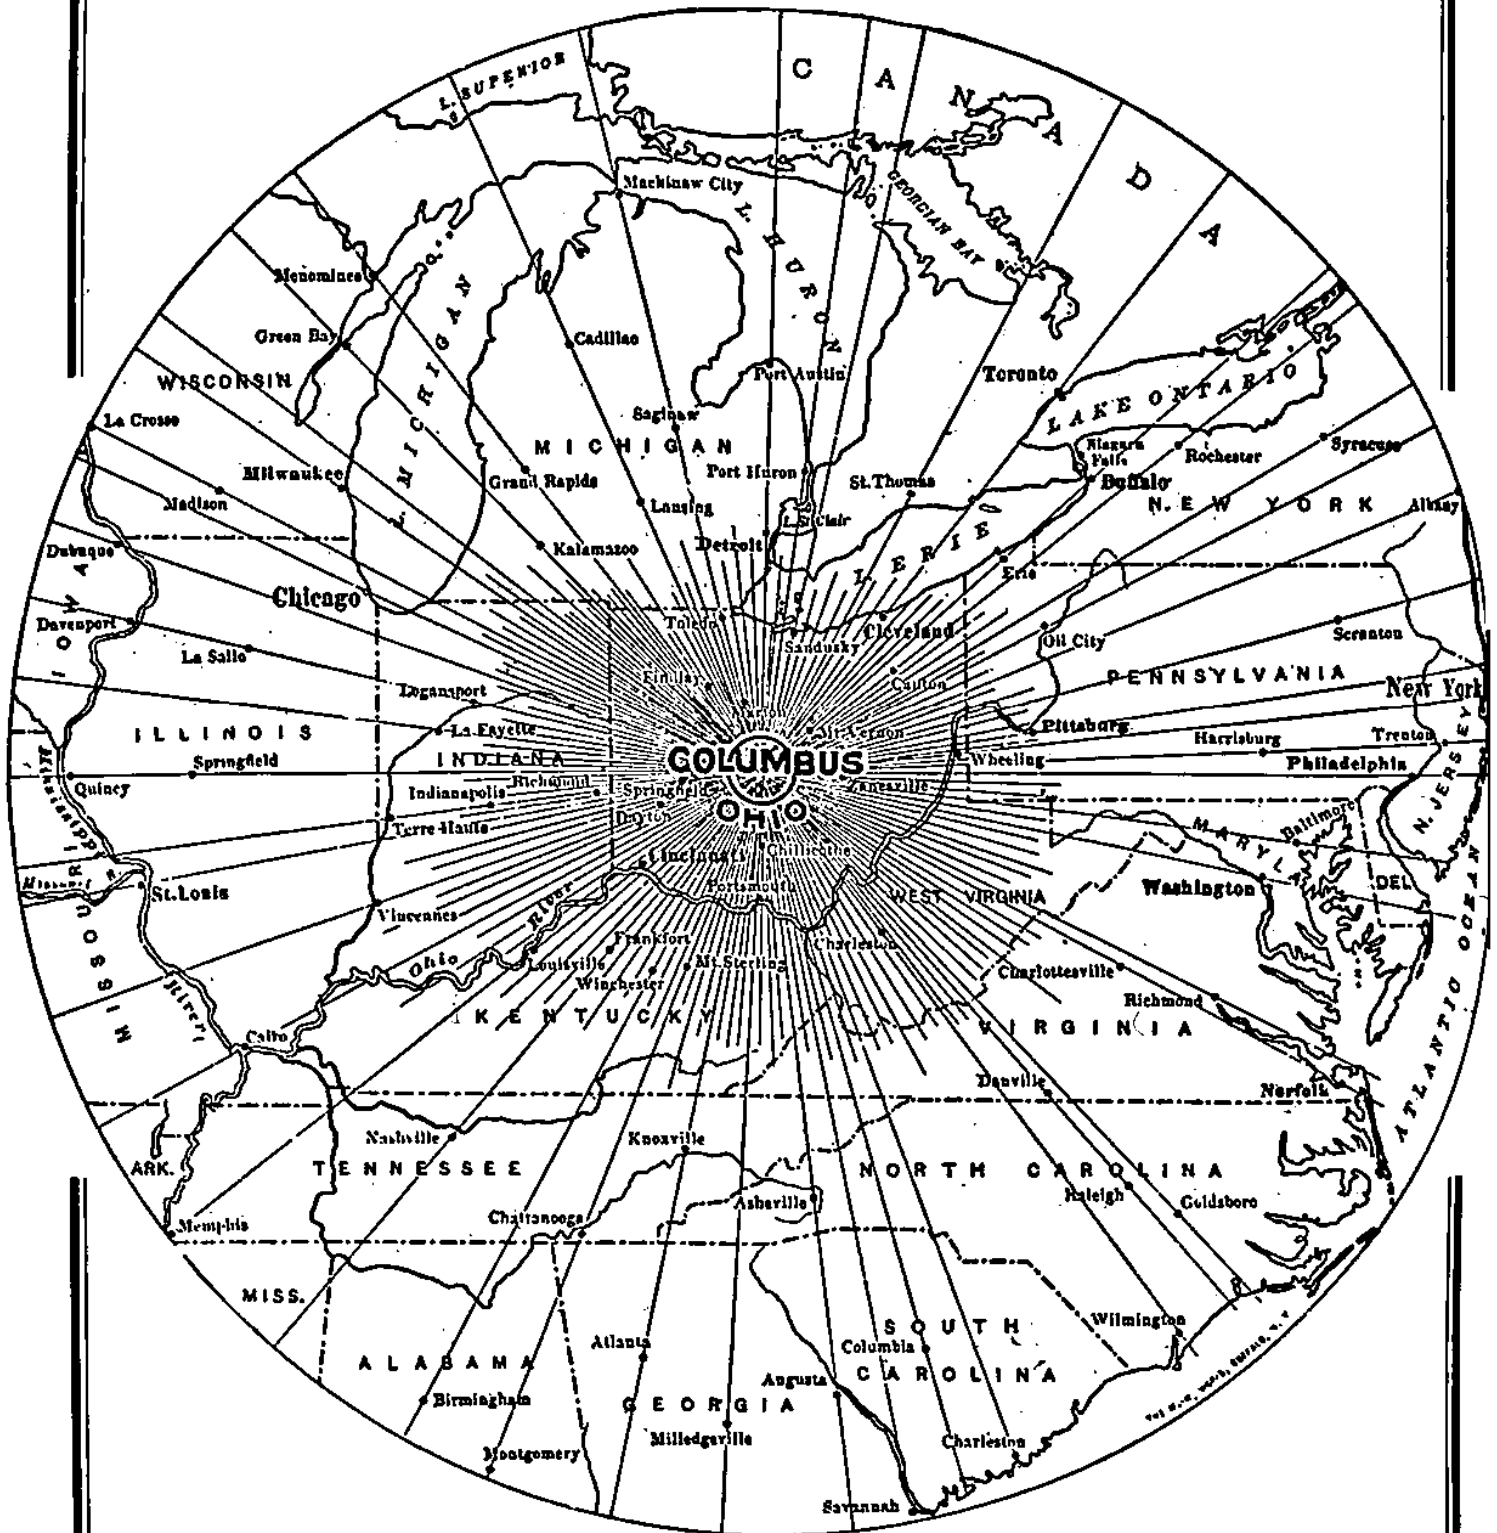 C A N A D A
L. SUPERIOR
Mackinaw City
GEORGIAN BAY
L. HURON
Menominee
L. MICHIGAN
Green Bay
Cadillac
WISCONSIN
Port Austin
Toronto
LAKE ONTARIO
La Crosse
Saginaw
MICHIGAN
Niagara
Falls
Rochester
Syracuse
Milwaukee
Grand Rapids
Port Huron
St. Thomas
Buffalo
Madison
Lansing
L. St. Clair
NEW YORK
Albany
Dubuque
Kalamazoo
Detroit
L. ERIE
Erie
Chicago
IOWA
Davenport
Toledo
Sandusky
Cleveland
Oil City
Scranton
La Salle
Findlay
Canton
PENNSYLVANIA
New York
Logansport
ILLINOIS
La Fayette
Mt. Vernon
Pittsburg
Harrisburg
Trenton
Springfield
INDIANA
COLUMBUS
OHIO
Wheeling
Philadelphia
Quincy
Indianapolis
Richmond
Springfield
Zanesville
N. JERSEY
Mississippi
Terre Haute
Dayton
Baltimore
MARYLA
Cincinnati
Chillicothe
Missouri R.
St. Louis
Portsmouth
WEST VIRGINIA
Washington
DEL.
Vincennes
MISSOURI
River
Frankfort
Charleston
Ohio
Louisville
Mt. Sterling
Charlottesville
Winchester
Richmond
River
KENTUCKY
VIRGINIA
ATLANTIC OCEAN
Cairo
Danville
Norfolk
Nashville
Knoxville
ARK.
TENNESSEE
NORTH CAROLINA
Asheville
Raleigh
Goldsboro
Memphis
Chattanooga
MISS.
Wilmington
SOUTH
CAROLINA
Atlanta
Columbia
ALABAMA
Augusta
Birmingham
GEORGIA
Milledgeville
Charleston
Montgomery
Savannah